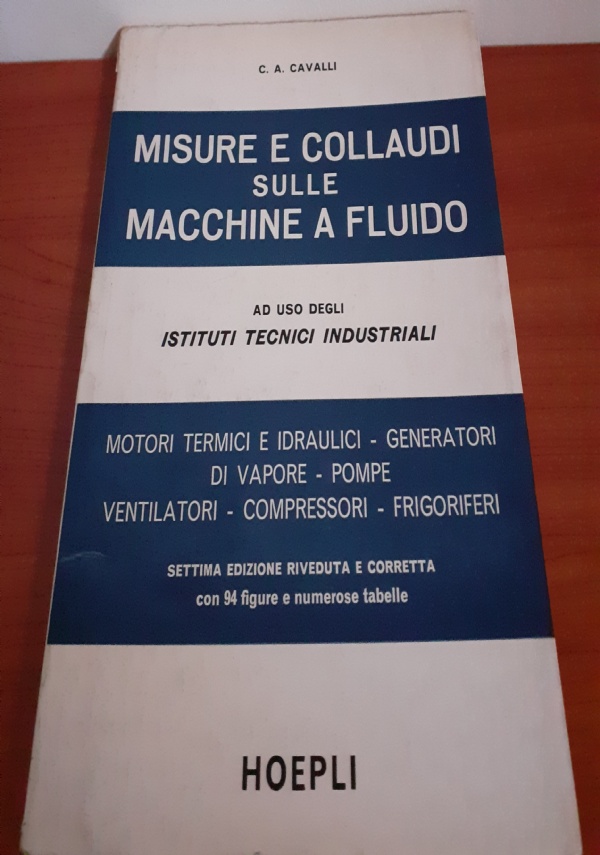 C. A. CAVALLI
MISURE E COLLAUDI
SULLE
MACCHINE A FLUIDO
AD USO DEGLI
ISTITUTI TECNICI INDUSTRIALI
MOTORI TERMICI E IDRAULICI - GENERATORI
DI VAPORE - POMPE
VENTILATORI - COMPRESSORI - FRIGORIFERI
SETTIMA EDIZIONE RIVEDUTA E CORRETTA
con 94 figure e numerose tabelle
HOEPLI